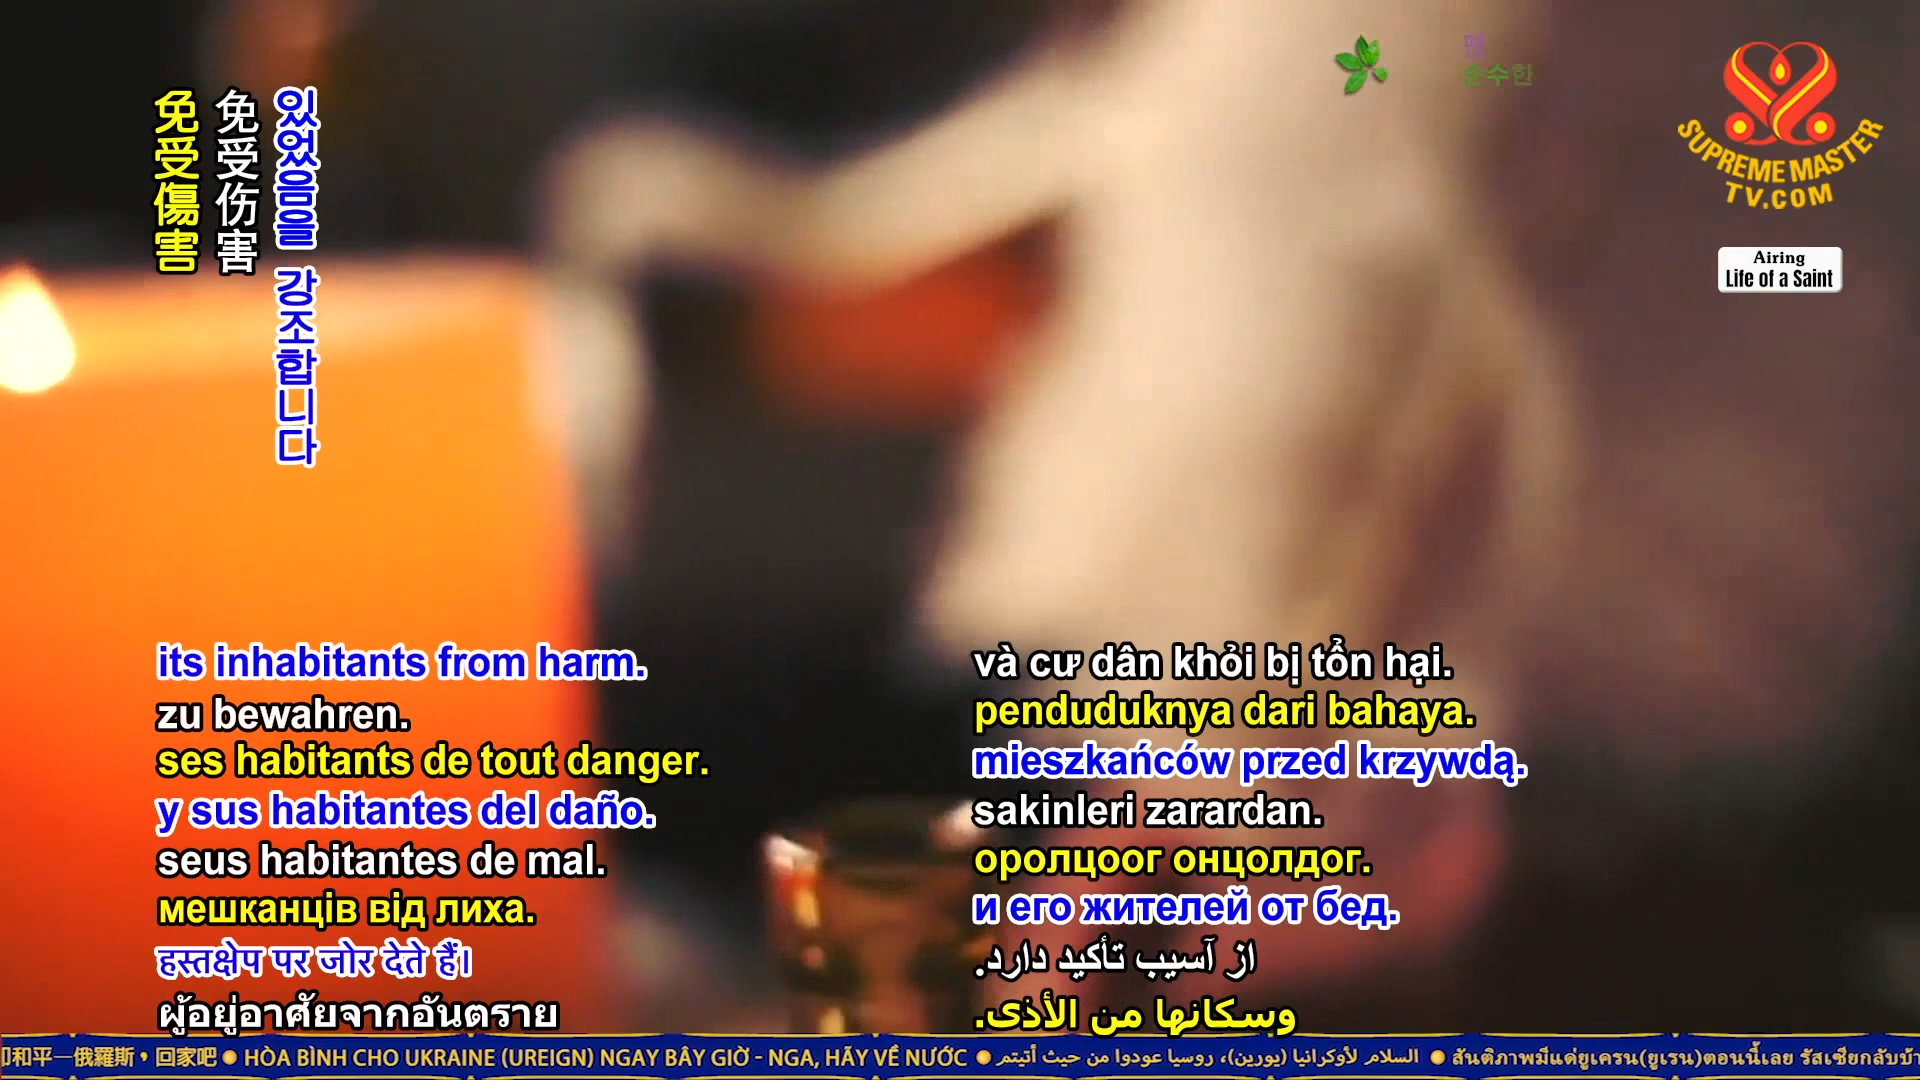 免受傷害
免受伤害
있었음을 강조합니다
순수한
SUPREME MASTER
TV.COM
Airing
Life of a Saint
its inhabitants from harm.
zu bewahren.
ses habitants de tout danger.
y sus habitantes del daño.
seus habitantes de mal.
мешканців від лиха.
हस्तक्षेप पर जोर देते हैं।
ผู้อยู่อาศัยจากอันตราย
và cư dân khỏi bị tổn hại.
penduduknya dari bahaya.
mieszkańców przed krzywdą.
sakinleri zarardan.
оролцоог онцолдог.
и его жителей от бед.
از آسیب تأکید دارد.
وسكانها من الأذى.
和平—俄羅斯，回家吧 ● HÒA BÌNH CHO UKRAINE (UREIGN) NGAY BÂY GIỜ - NGA, HÃY VỀ NƯỚC ● السلام لأوكرانيا (يورين)، روسيا عودوا من حيث أتيتم ● สันติภาพมีแด่ยูเครน(ยูเรน)ตอนนี้เลย รัสเซียกลับบ้า